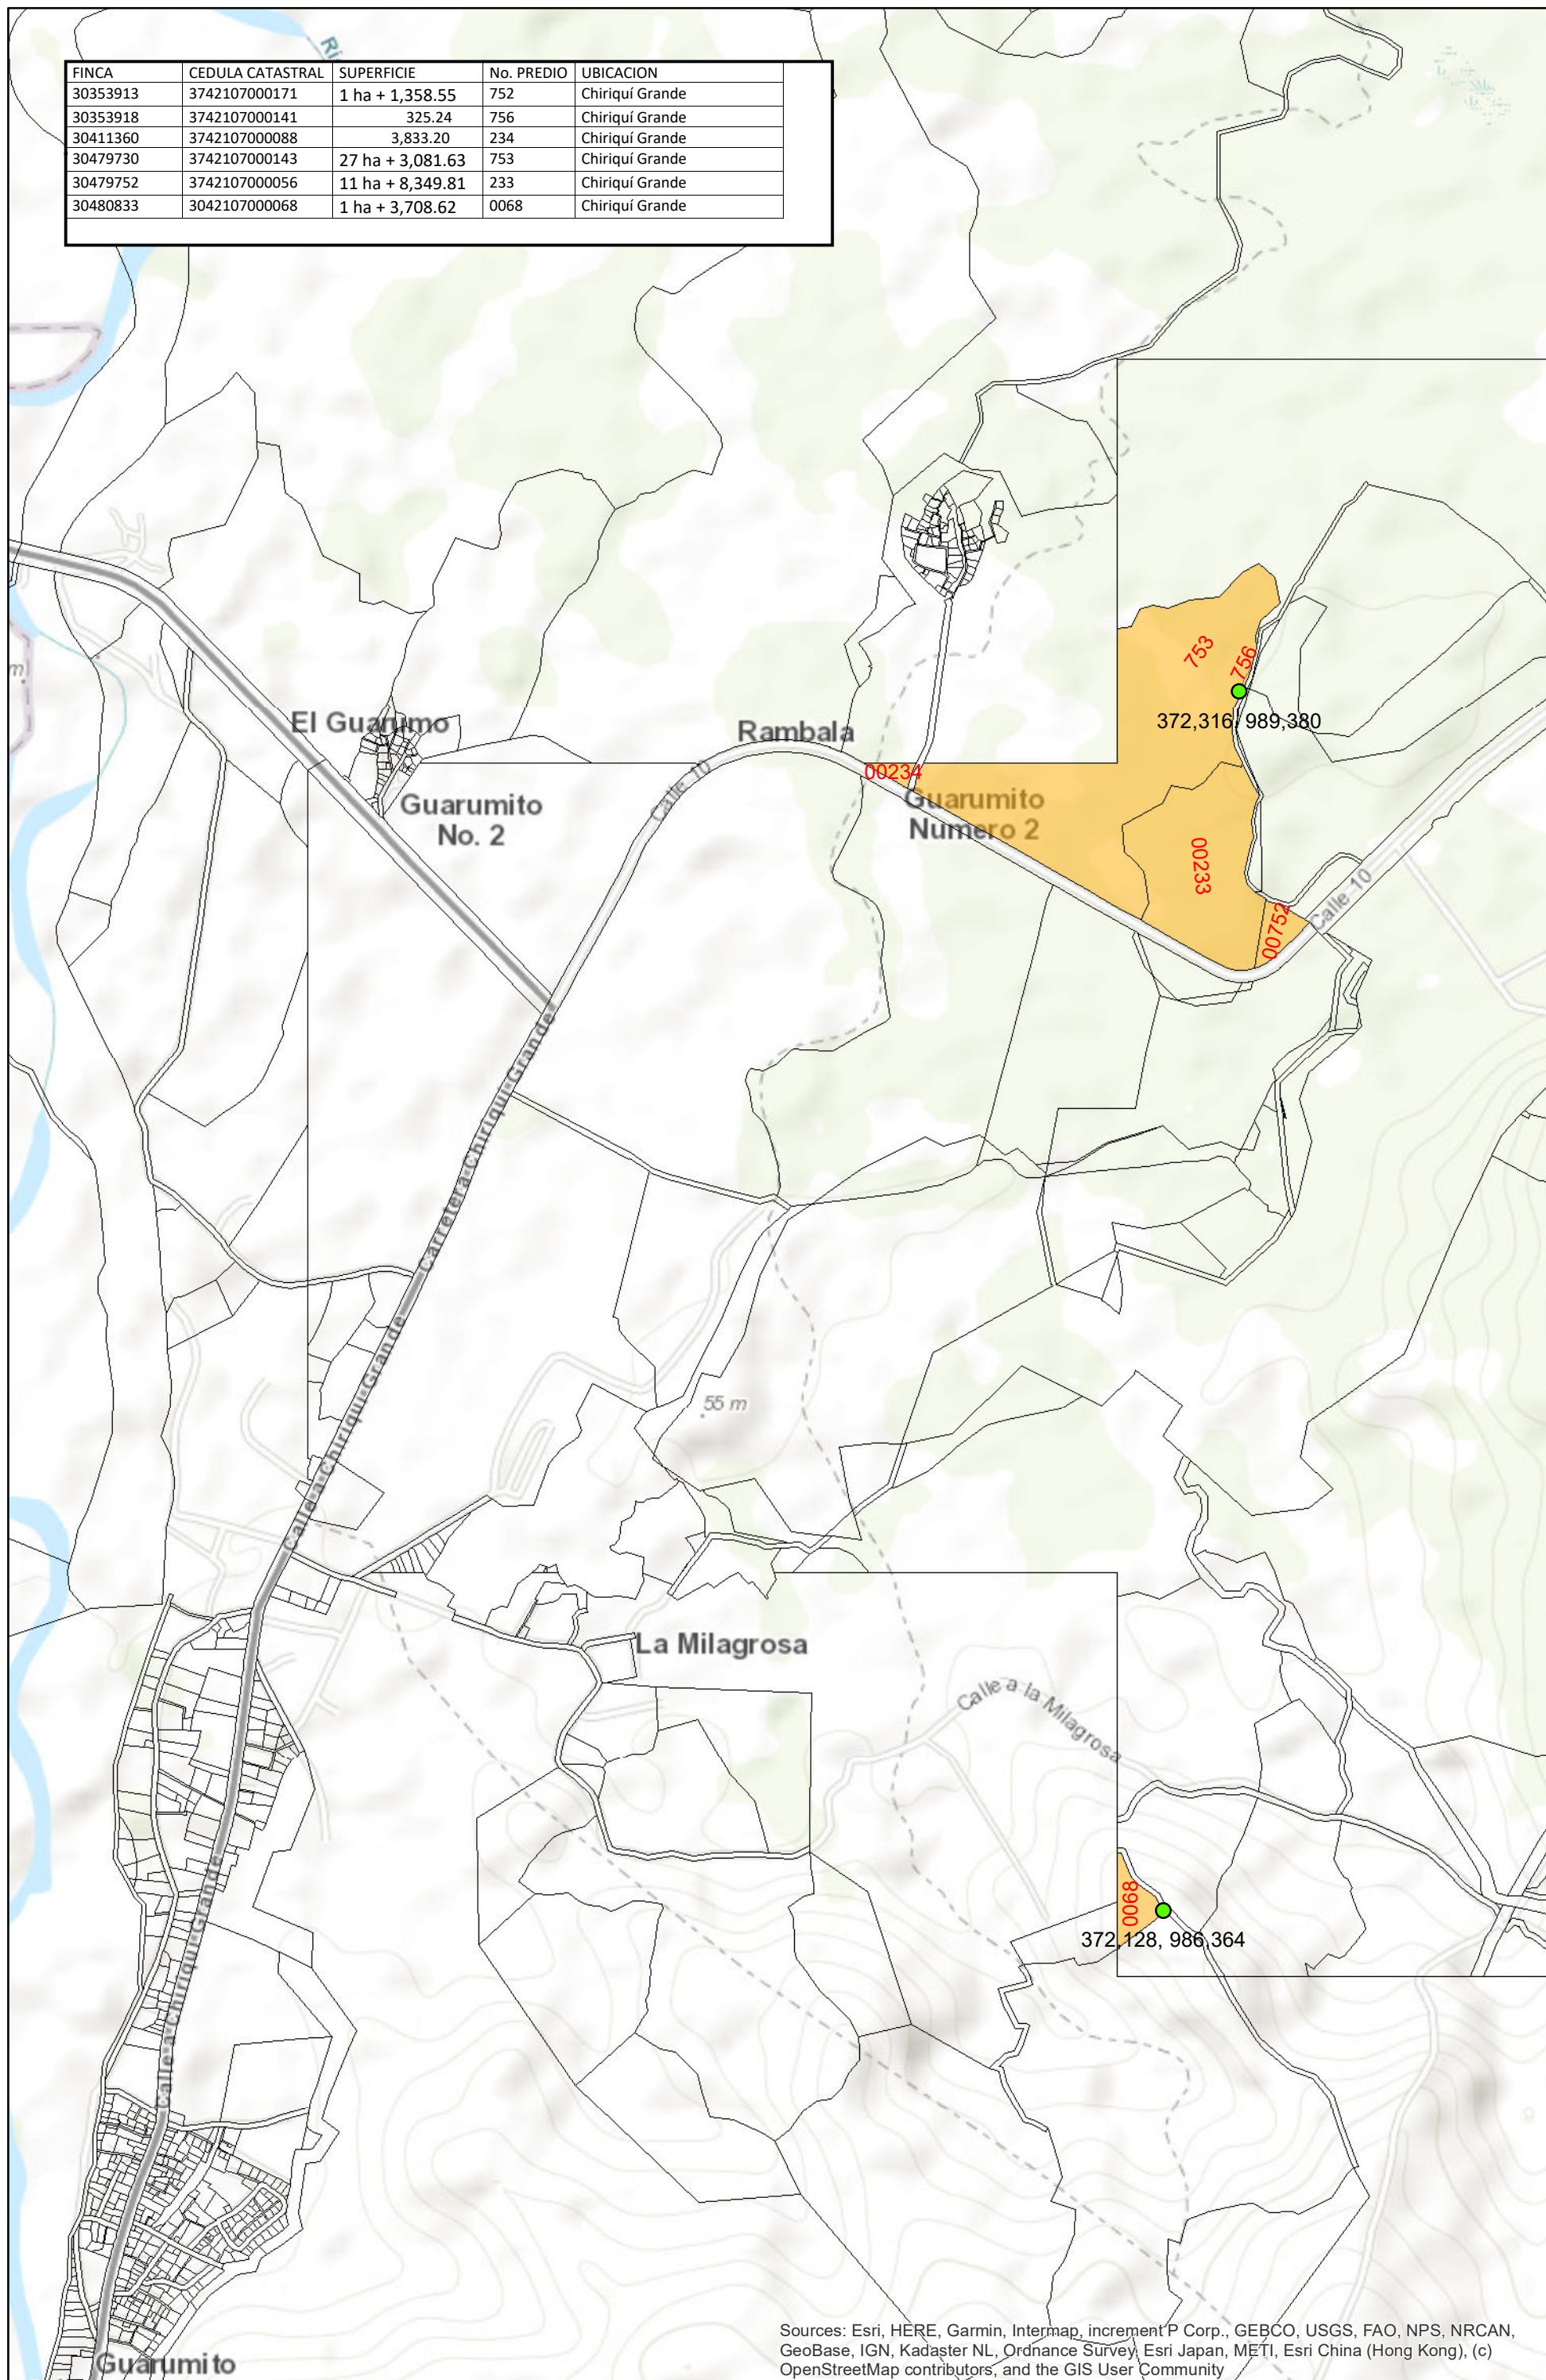 Ri
FINCA CEDULA CATASTRAL SUPERFICIE No. PREDIO UBICACION
30353913 3742107000171 1 ha + 1,358.55 752 Chiriquí Grande
30353918 3742107000141 325.24 756 Chiriquí Grande
30411360 3742107000088 3,833.20 234 Chiriquí Grande
30479730 3742107000143 27 ha + 3,081.63 753 Chiriquí Grande
30479752 3742107000056 11 ha + 8,349.81 233 Chiriquí Grande
30480833 3042107000068 1 ha + 3,708.62 0068 Chiriquí Grande
753
756
m
372,316, 989,380
El Guarumo
Rambala
00234
Calle 10
Guarumito
No. 2
Guarumito
Numero 2
00233
00752
Calle 10
Carretera-Chiriqui-Grande
55 m
Calle-a-Chiriqui-Grande
La Milagrosa
Calle a la Milagrosa
0068
372,128, 986,364
Calle-a-Chiriqui-Grande
Guarumito
Sources: Esri, HERE, Garmin, Intermap, increment P Corp., GEBCO, USGS, FAO, NPS, NRCAN,
GeoBase, IGN, Kadaster NL, Ordnance Survey, Esri Japan, METI, Esri China (Hong Kong), (c)
OpenStreetMap contributors, and the GIS User Community